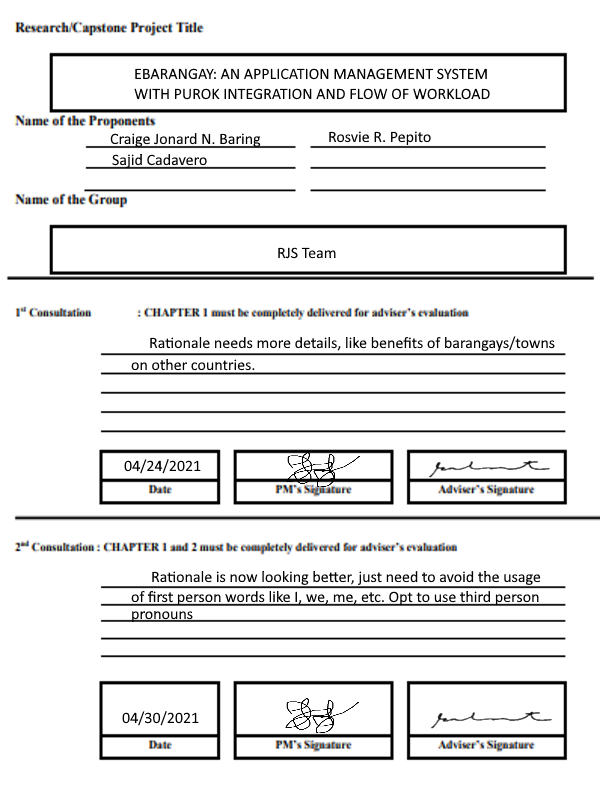 Research/Capstone Project Title
EBARANGAY: AN APPLICATION MANAGEMENT SYSTEM
WITH PUROK INTEGRATION AND FLOW OF WORKLOAD
Name of the Proponents
Craige Jonard N. Baring Rosvie R. Pepito
Sajid Cadavero
Name of the Group
RJS Team
1st Consultation : CHAPTER 1 must be completely delivered for adviser's evaluation
Rationale needs more details, like benefits of barangays/towns
on other countries.
04/24/2021
Date PM's Signature Adviser's Signature
2nd Consultation : CHAPTER 1 and 2 must be completely delivered for adviser's evaluation
Rationale is now looking better, just need to avoid the usage
of first person words like I, we, me, etc. Opt to use third person
pronouns
04/30/2021
Date PM's Signature Adviser's Signature